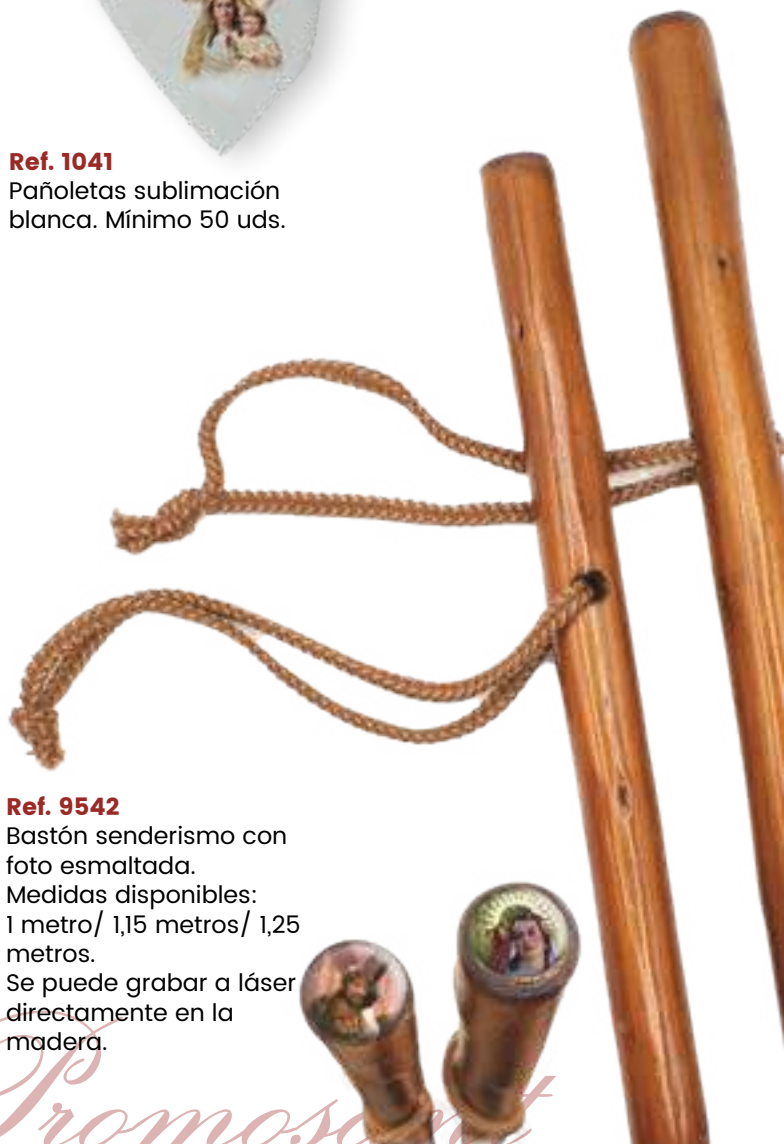 Ref. 1041
Pañoletas sublimación
blanca. Mínimo 50 uds.
Ref. 9542
Bastón senderismo con
foto esmaltada.
Medidas disponibles:
1 metro/ 1,15 metros/ 1,25
metros.
Se puede grabar a láser
directamente en la
madera.